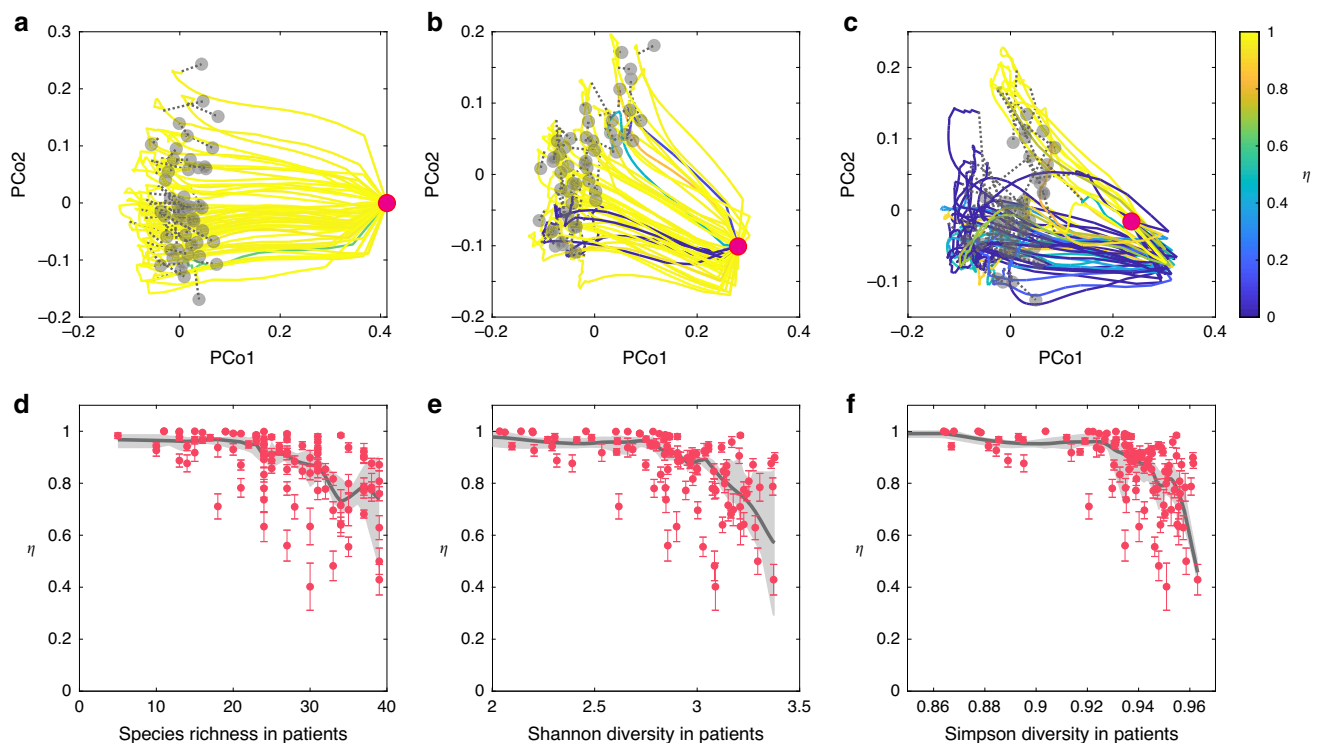 a b c
0.3
0.2
0.1
0
−0.1
−0.2
PCo2
−0.2 0 0.2 0.4
PCo1
0.2
0.1
0
−0.1
−0.2
PCo2
−0.2 0 0.2 0.4
PCo1
0.2
0.1
0
−0.1
PCo2
−0.2 0 0.2 0.4
PCo1
1
0.8
0.6
0.4
0.2
0
η
d e f
1
0.8
0.6
0.4
0.2
0
η
0 10 20 30 40
Species richness in patients
1
0.8
0.6
0.4
0.2
0
η
2 2.5 3 3.5
Shannon diversity in patients
1
0.8
0.6
0.4
0.2
0
η
0.86 0.88 0.9 0.92 0.94 0.96
Simpson diversity in patients